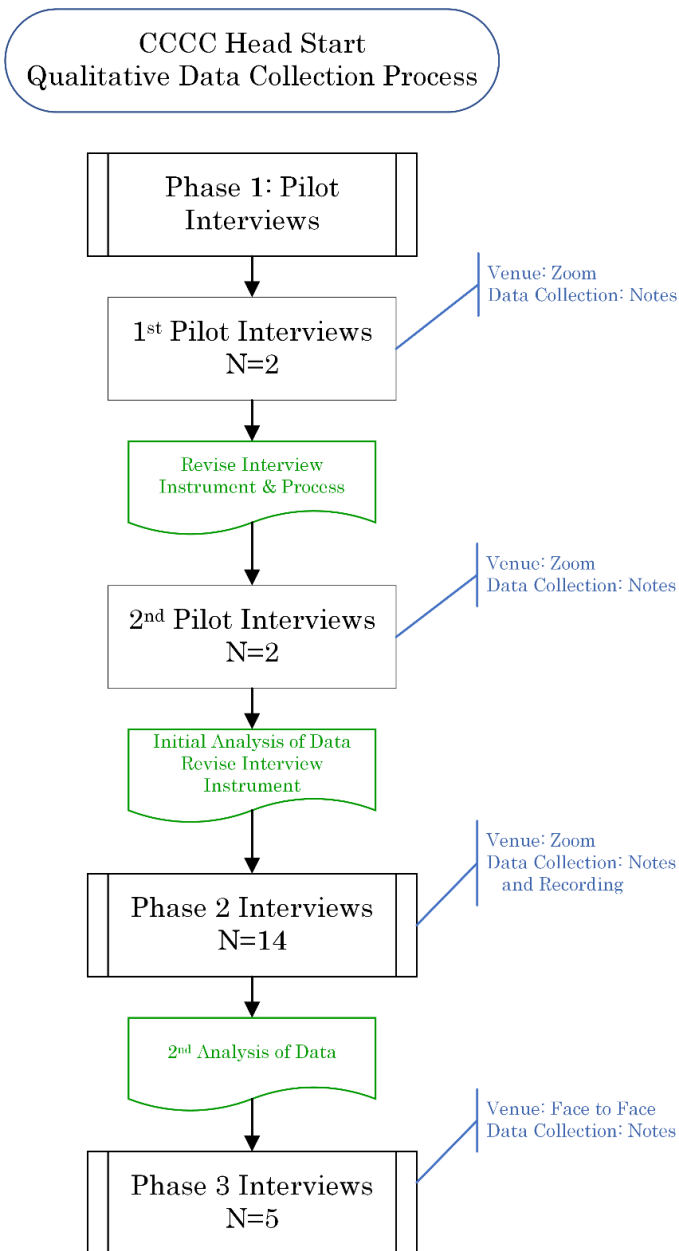 CCCC Head Start
Qualitative Data Collection Process
Phase 1: Pilot
Interviews
Venue: Zoom
Data Collection: Notes
1st Pilot Interviews
N=2
Revise Interview
Instrument & Process
Venue: Zoom
Data Collection: Notes
2nd Pilot Interviews
N=2
Initial Analysis of Data
Revise Interview
Instrument
Venue: Zoom
Data Collection: Notes
and Recording
Phase 2 Interviews
N=14
2nd Analysis of Data
Venue: Face to Face
Data Collection: Notes
Phase 3 Interviews
N=5